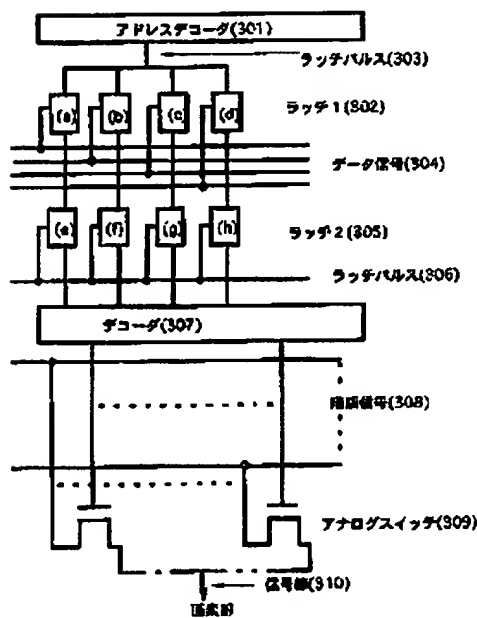 アドレスデコーダ(301)
ラッチパルス(303)
(a) (b) (c) (d)
ラッチ1(302)
データ信号(304)
(e) (f) (g) (h)
ラッチ2(305)
ラッチパルス(306)
デコーダ(307)
階調信号(308)
アナログスイッチ(309)
信号線(310)
画素部